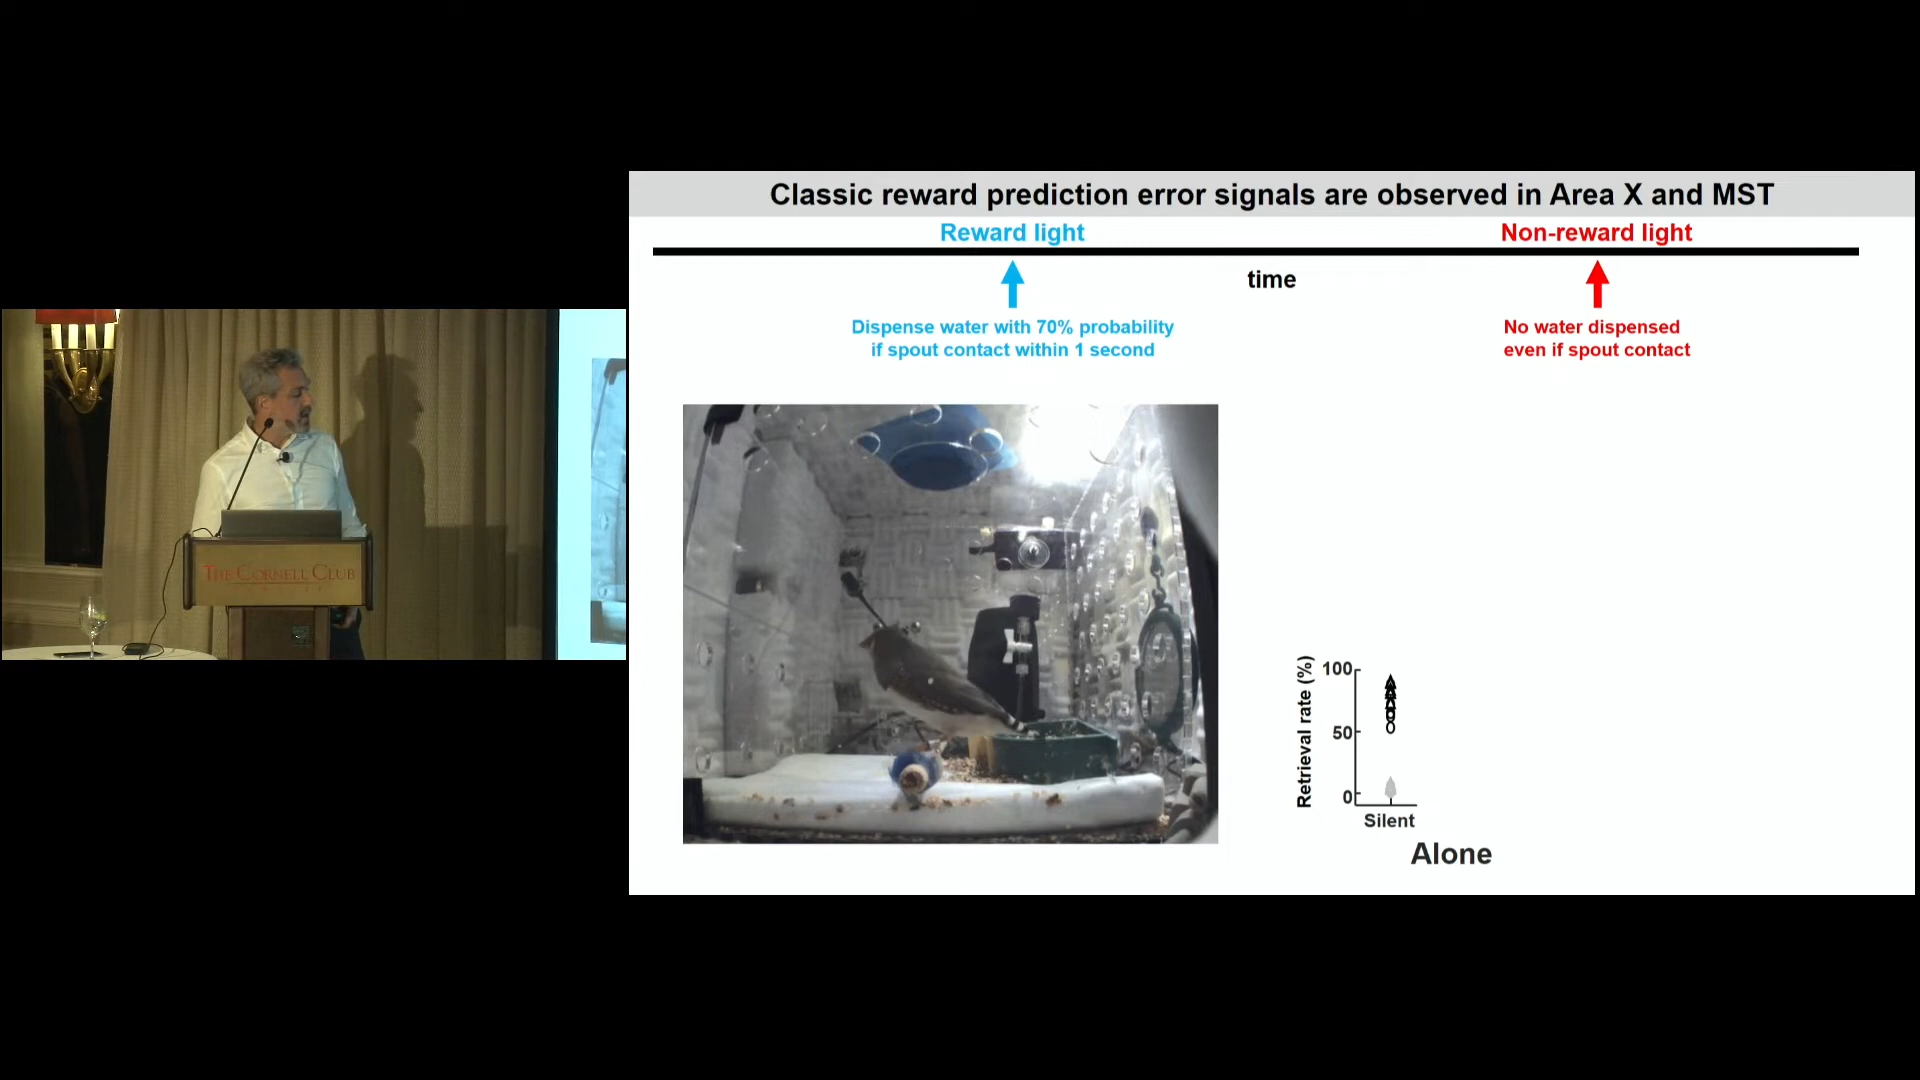 Classic reward prediction error signals are observed in Area X and MST
Reward light
Non-reward light
time
Dispense water with 70% probability
if spout contact within 1 second
No water dispensed
even if spout contact
THE CORNELL CLUB
Retrieval rate (%)
100
50
0
Silent
Alone